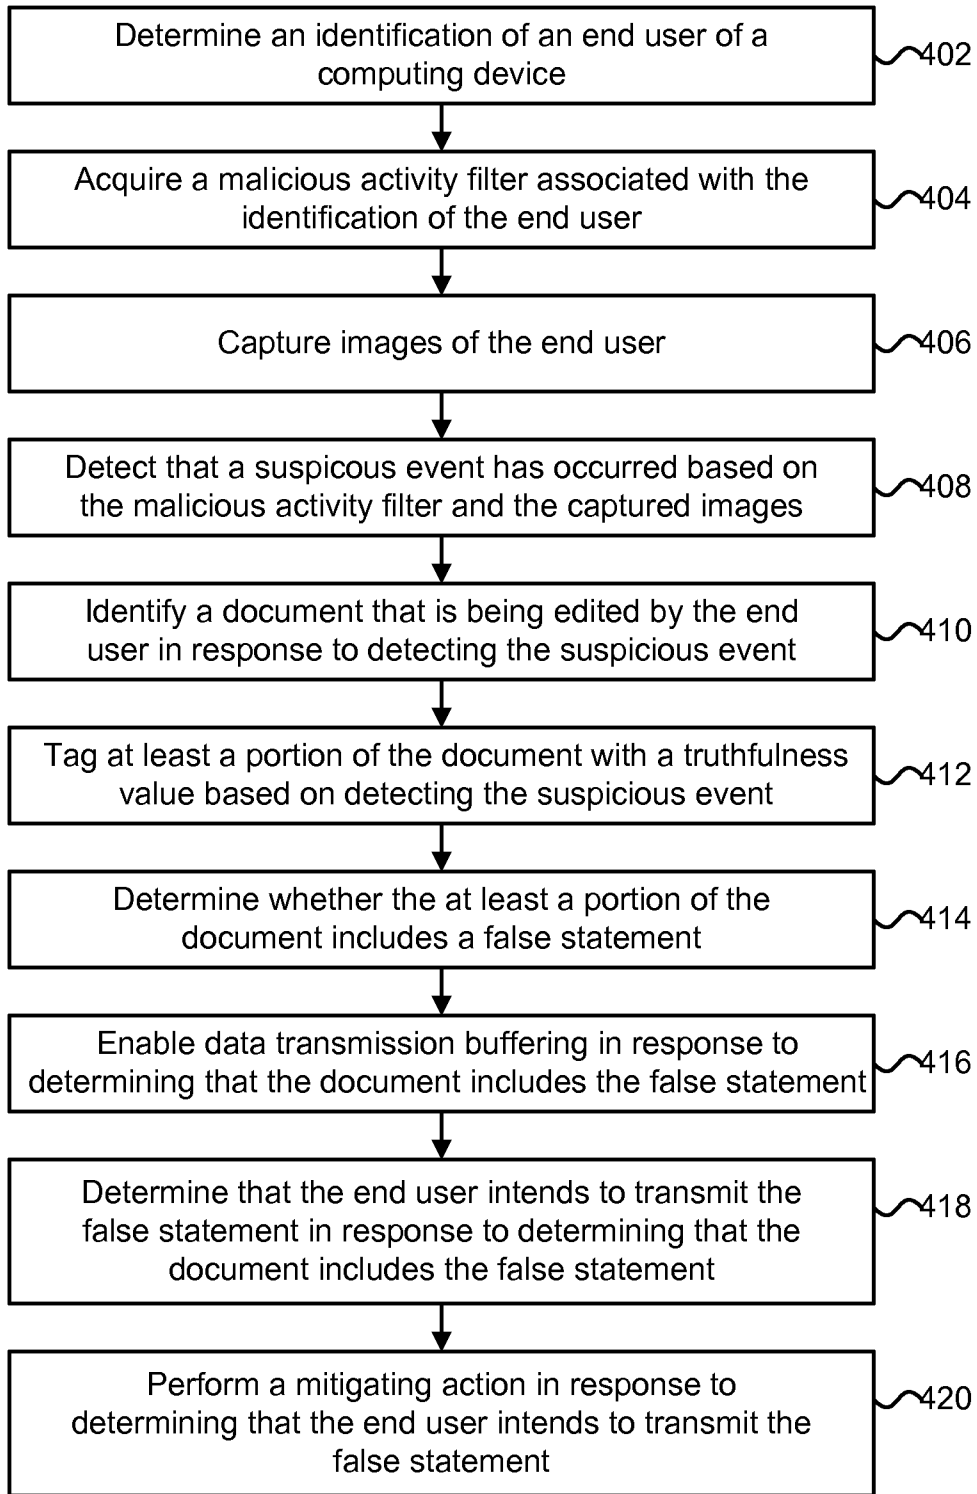 Determine an identification of an end user of a
computing device
402
Acquire a malicious activity filter associated with the
identification of the end user
404
Capture images of the end user
406
Detect that a suspicous event has occurred based on
the malicious activity filter and the captured images
408
Identify a document that is being edited by the end
user in response to detecting the suspicious event
410
Tag at least a portion of the document with a truthfulness
value based on detecting the suspicious event
412
Determine whether the at least a portion of the
document includes a false statement
414
Enable data transmission buffering in response to
determining that the document includes the false statement
416
Determine that the end user intends to transmit the
false statement in response to determining that the
document includes the false statement
418
Perform a mitigating action in response to
determining that the end user intends to transmit the
false statement
420